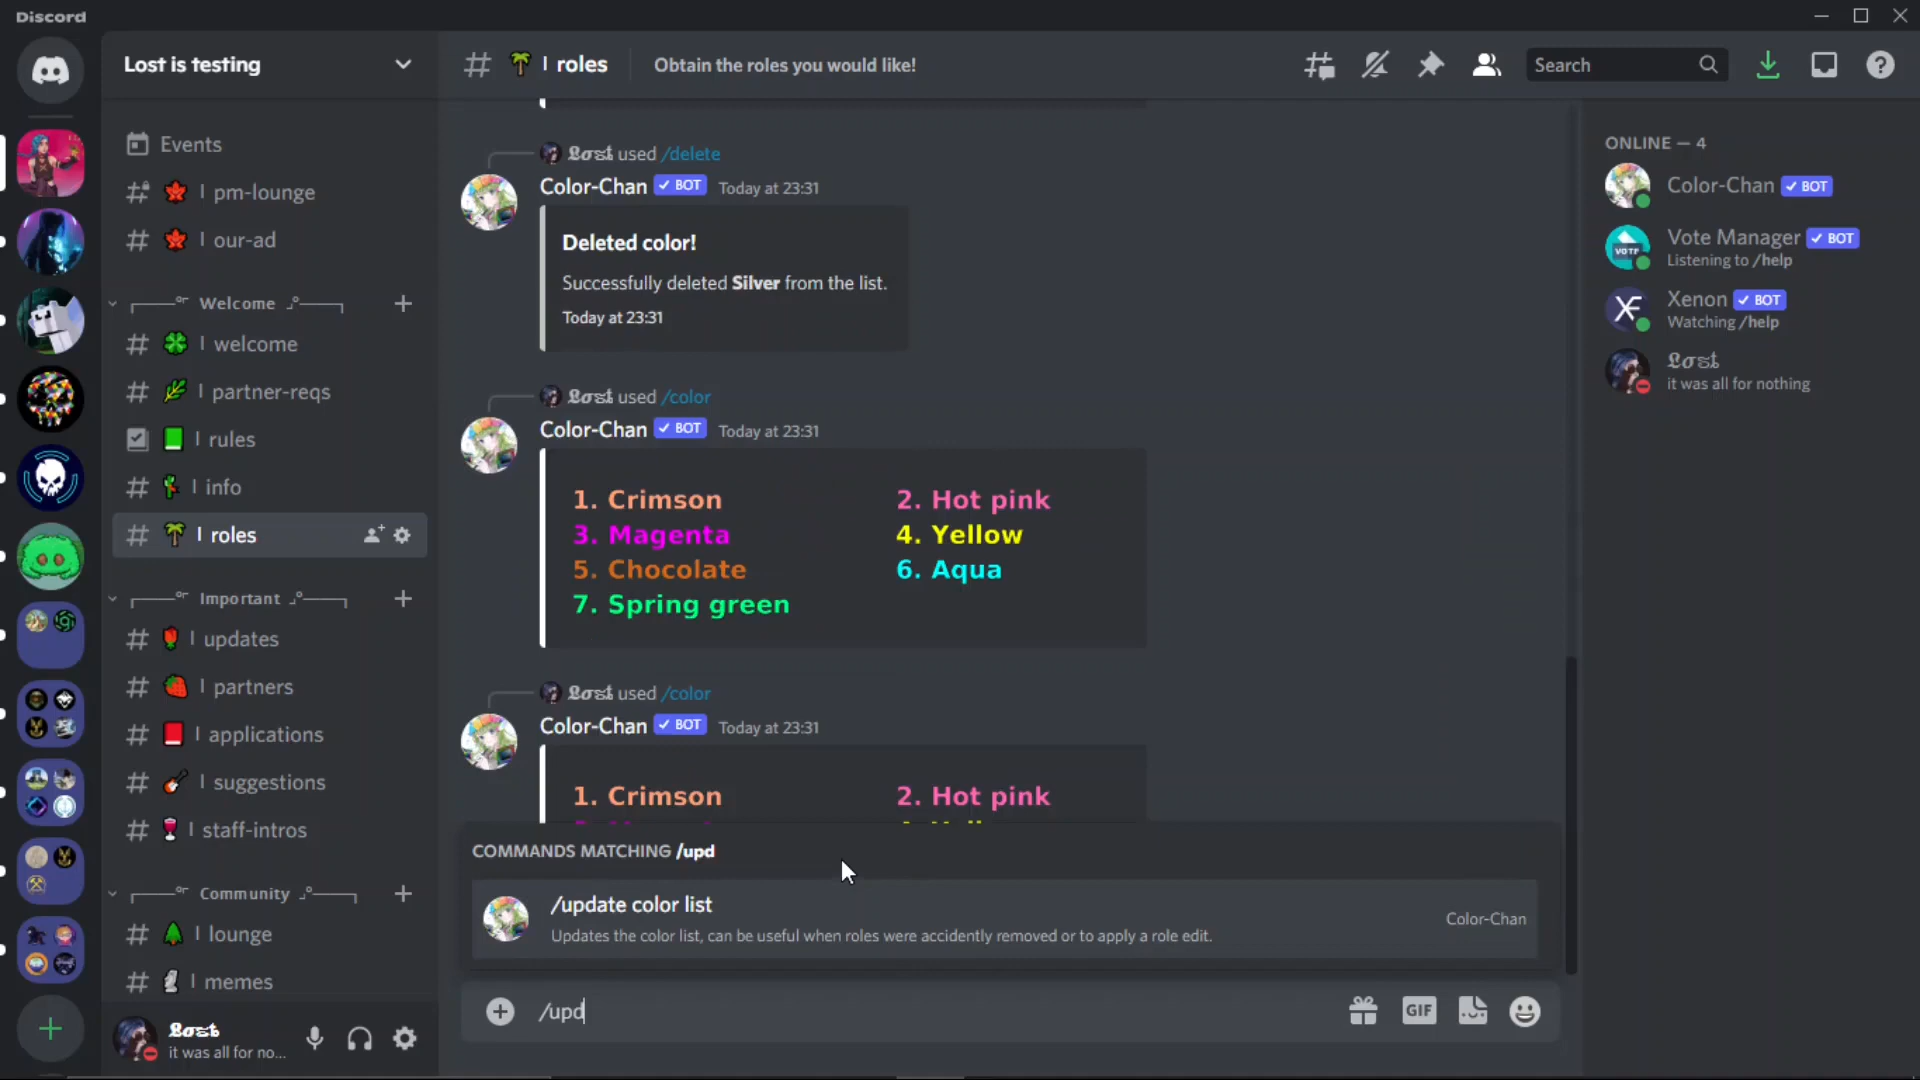 Discord
Lost is testing
Events
| pm-lounge
| our-ad
Welcome
| welcome
| partner-reqs
| rules
| info
| roles
Important
| updates
| partners
| applications
| suggestions
| staff-intros
Community
| lounge
| memes
𝕷𝖔𝖘𝖙
it was all for no...
| roles
Obtain the roles you would like!
Search
𝕷𝖔𝖘𝖙 used /delete
Color-Chan ✓ BOT Today at 23:31
Deleted color!
Successfully deleted Silver from the list.
Today at 23:31
𝕷𝖔𝖘𝖙 used /color
Color-Chan ✓ BOT Today at 23:31
1. Crimson 2. Hot pink
3. Magenta 4. Yellow
5. Chocolate 6. Aqua
7. Spring green
𝕷𝖔𝖘𝖙 used /color
Color-Chan ✓ BOT Today at 23:31
1. Crimson 2. Hot pink
COMMANDS MATCHING /upd
/update color list
Updates the color list, can be useful when roles were accidently removed or to apply a role edit.
Color-Chan
/upd
GIF
ONLINE — 4
Color-Chan ✓ BOT
VOTE
Vote Manager ✓ BOT
Listening to /help
Xenon ✓ BOT
Watching /help
𝕷𝖔𝖘𝖙
it was all for nothing